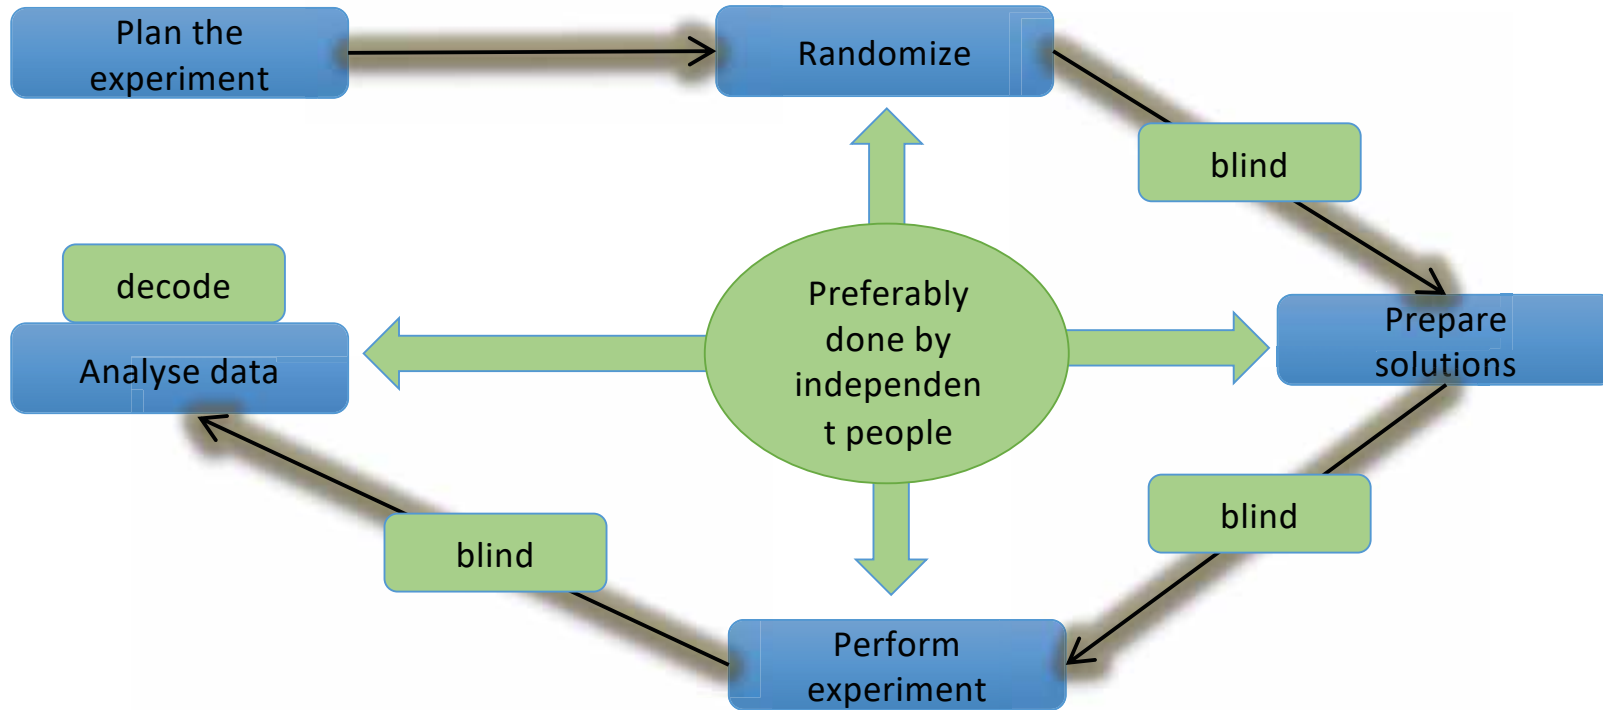 Plan the
experiment
Randomize
blind
decode
Analyse data
Preferably
done by
independen
t people
Prepare
solutions
blind
blind
Perform
experiment